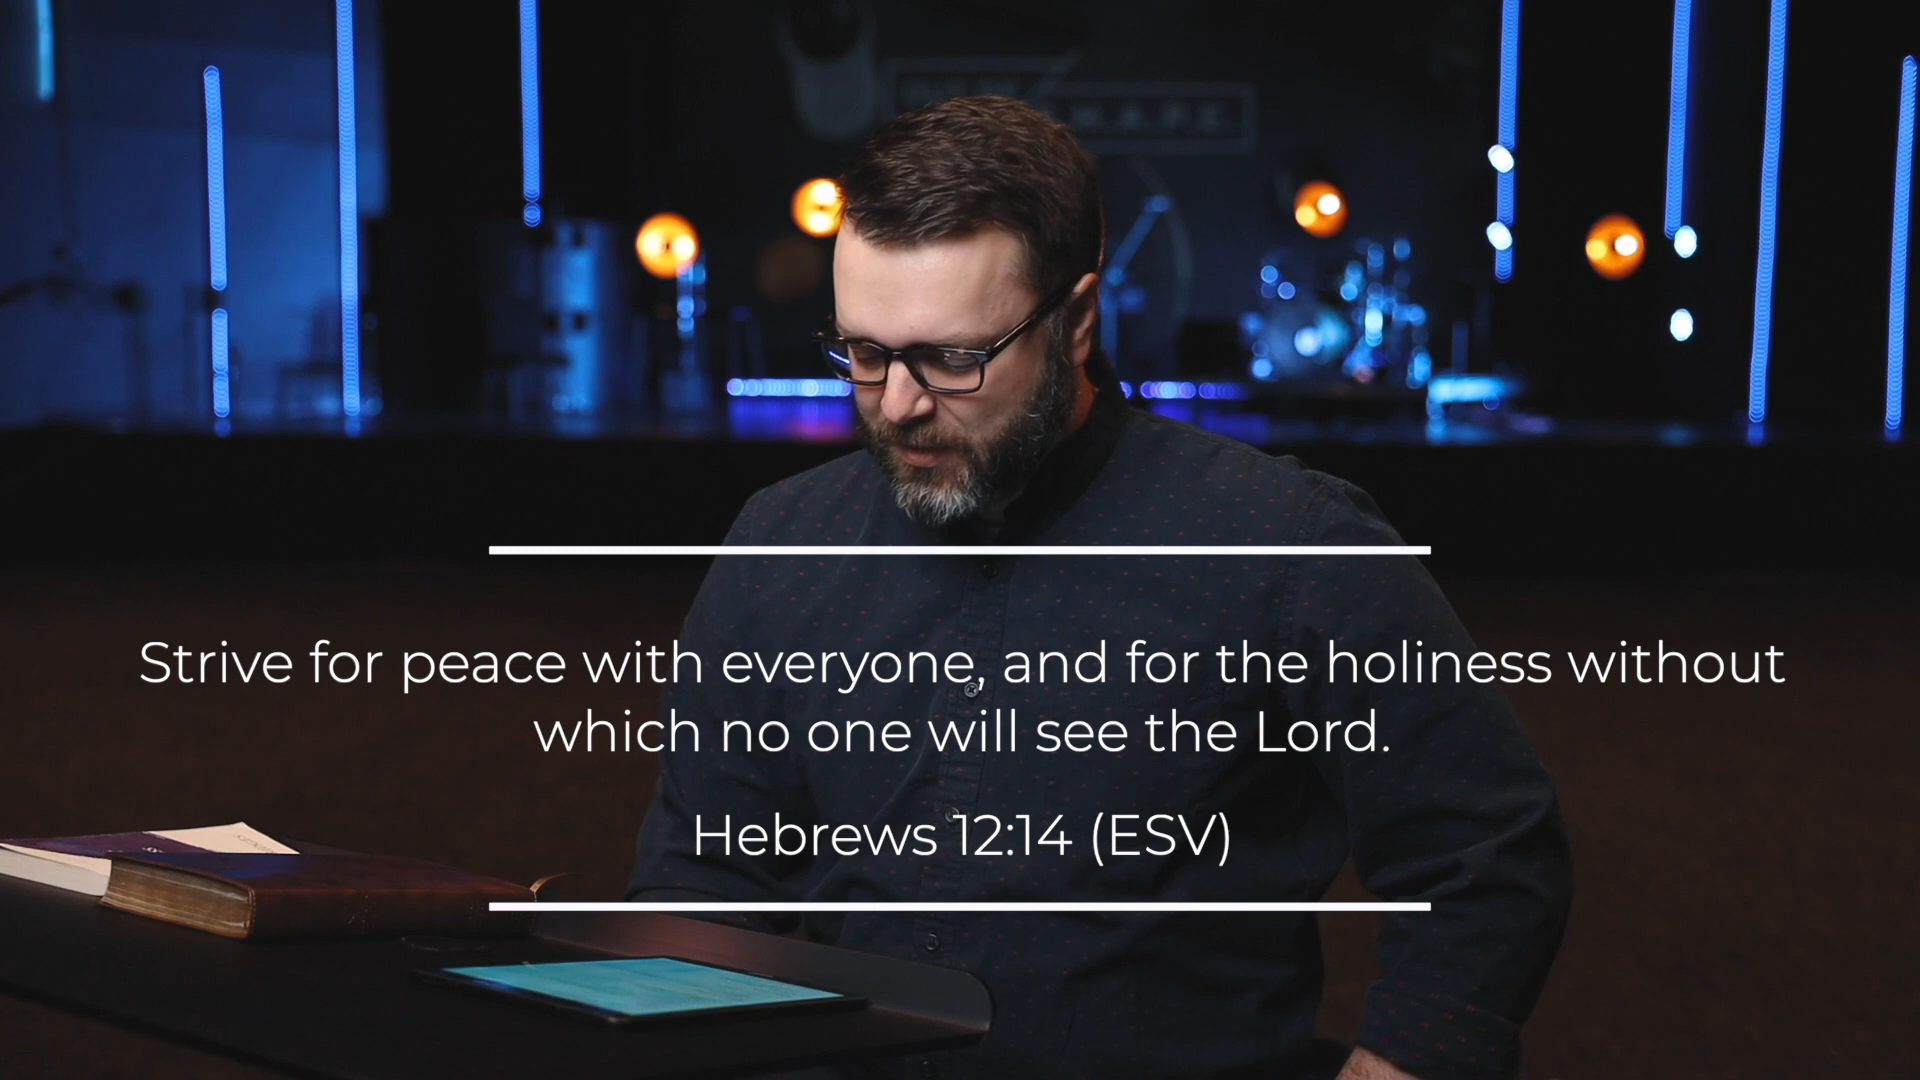 Strive for peace with everyone, and for the holiness without
which no one will see the Lord.
Hebrews 12:14 (ESV)